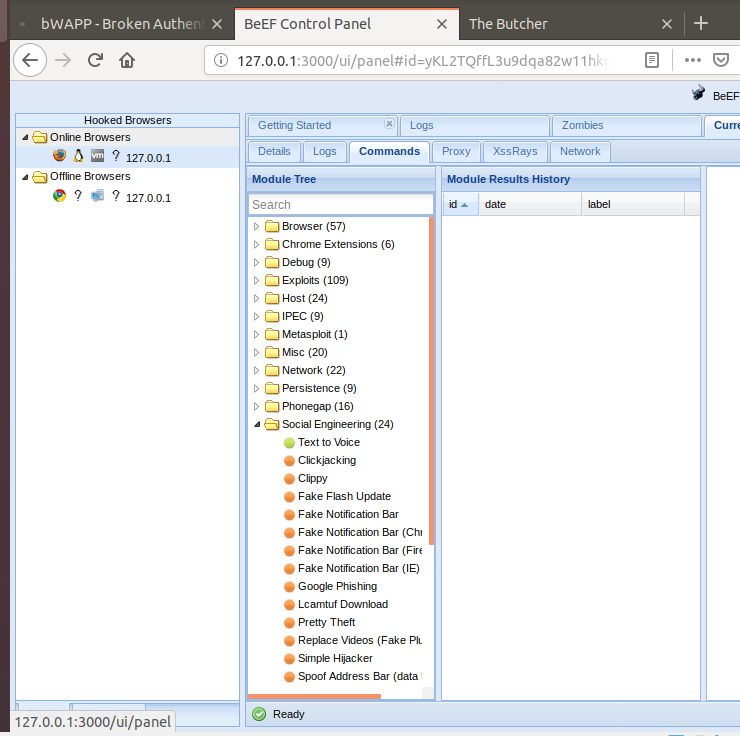 bWAPP - Broken Authent
BeEF Control Panel
The Butcher
127.0.0.1:3000/ui/panel#id=yKL2TQffL3u9dqa82w11hk
BeEF
Hooked Browsers
Getting Started
Logs
Zombies
Curre
Online Browsers
? 127.0.0.1
Offline Browsers
? ? 127.0.0.1
Details
Logs
Commands
Proxy
XssRays
Network
Module Tree
Search
Browser (57)
Chrome Extensions (6)
Debug (9)
Exploits (109)
Host (24)
IPEC (9)
Metasploit (1)
Misc (20)
Network (22)
Persistence (9)
Phonegap (16)
Social Engineering (24)
Text to Voice
Clickjacking
Clippy
Fake Flash Update
Fake Notification Bar
Fake Notification Bar (Chr
Fake Notification Bar (Fire
Fake Notification Bar (IE)
Google Phishing
Lcamtuf Download
Pretty Theft
Replace Videos (Fake Plu
Simple Hijacker
Spoof Address Bar (data
Module Results History
id
date
label
Ready
127.0.0.1:3000/ui/panel